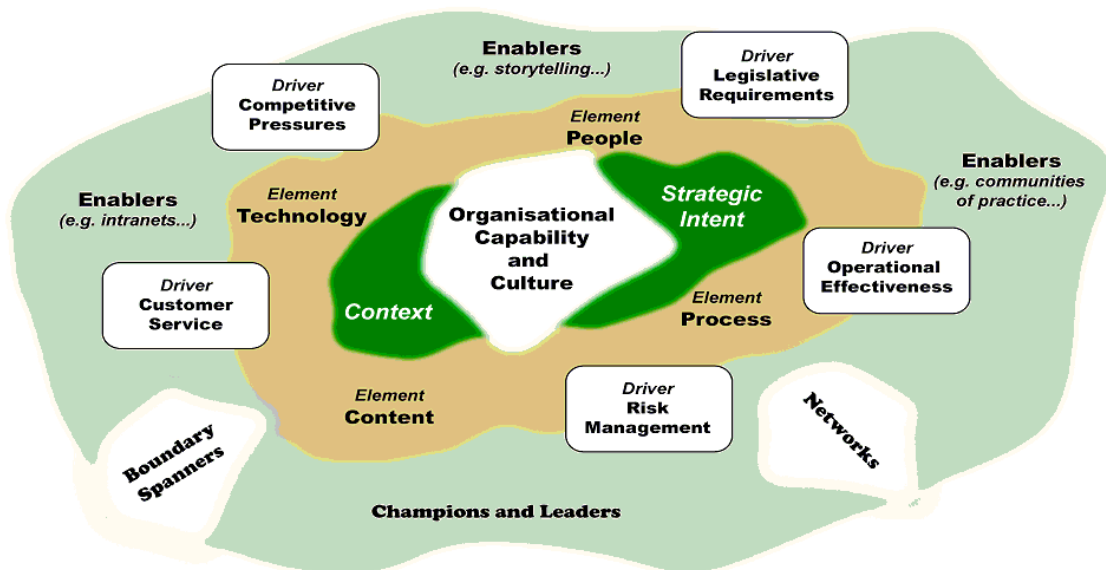 Enablers
(e.g. storytelling...)
Driver
Legislative
Requirements
Driver
Competitive
Pressures
Element
People
Enablers
(e.g. communities
of practice...)
Enablers
(e.g. intranets...)
Element
Technology
Strategic
Intent
Organisational
Capability
and
Culture
Driver
Operational
Effectiveness
Driver
Customer
Service
Context
Element
Process
Element
Content
Driver
Risk
Management
Boundary
Spanners
Networks
Champions and Leaders